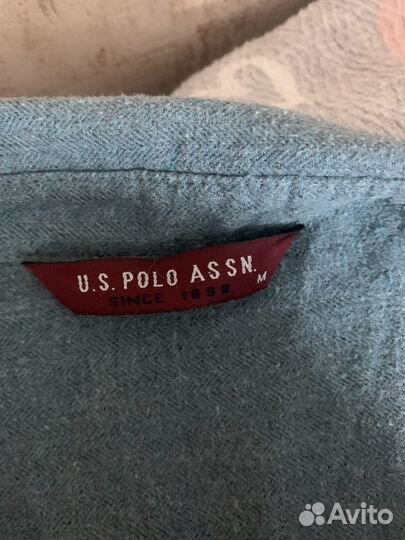 U.S. POLO ASSN.
M
SINCE 1890
Avito